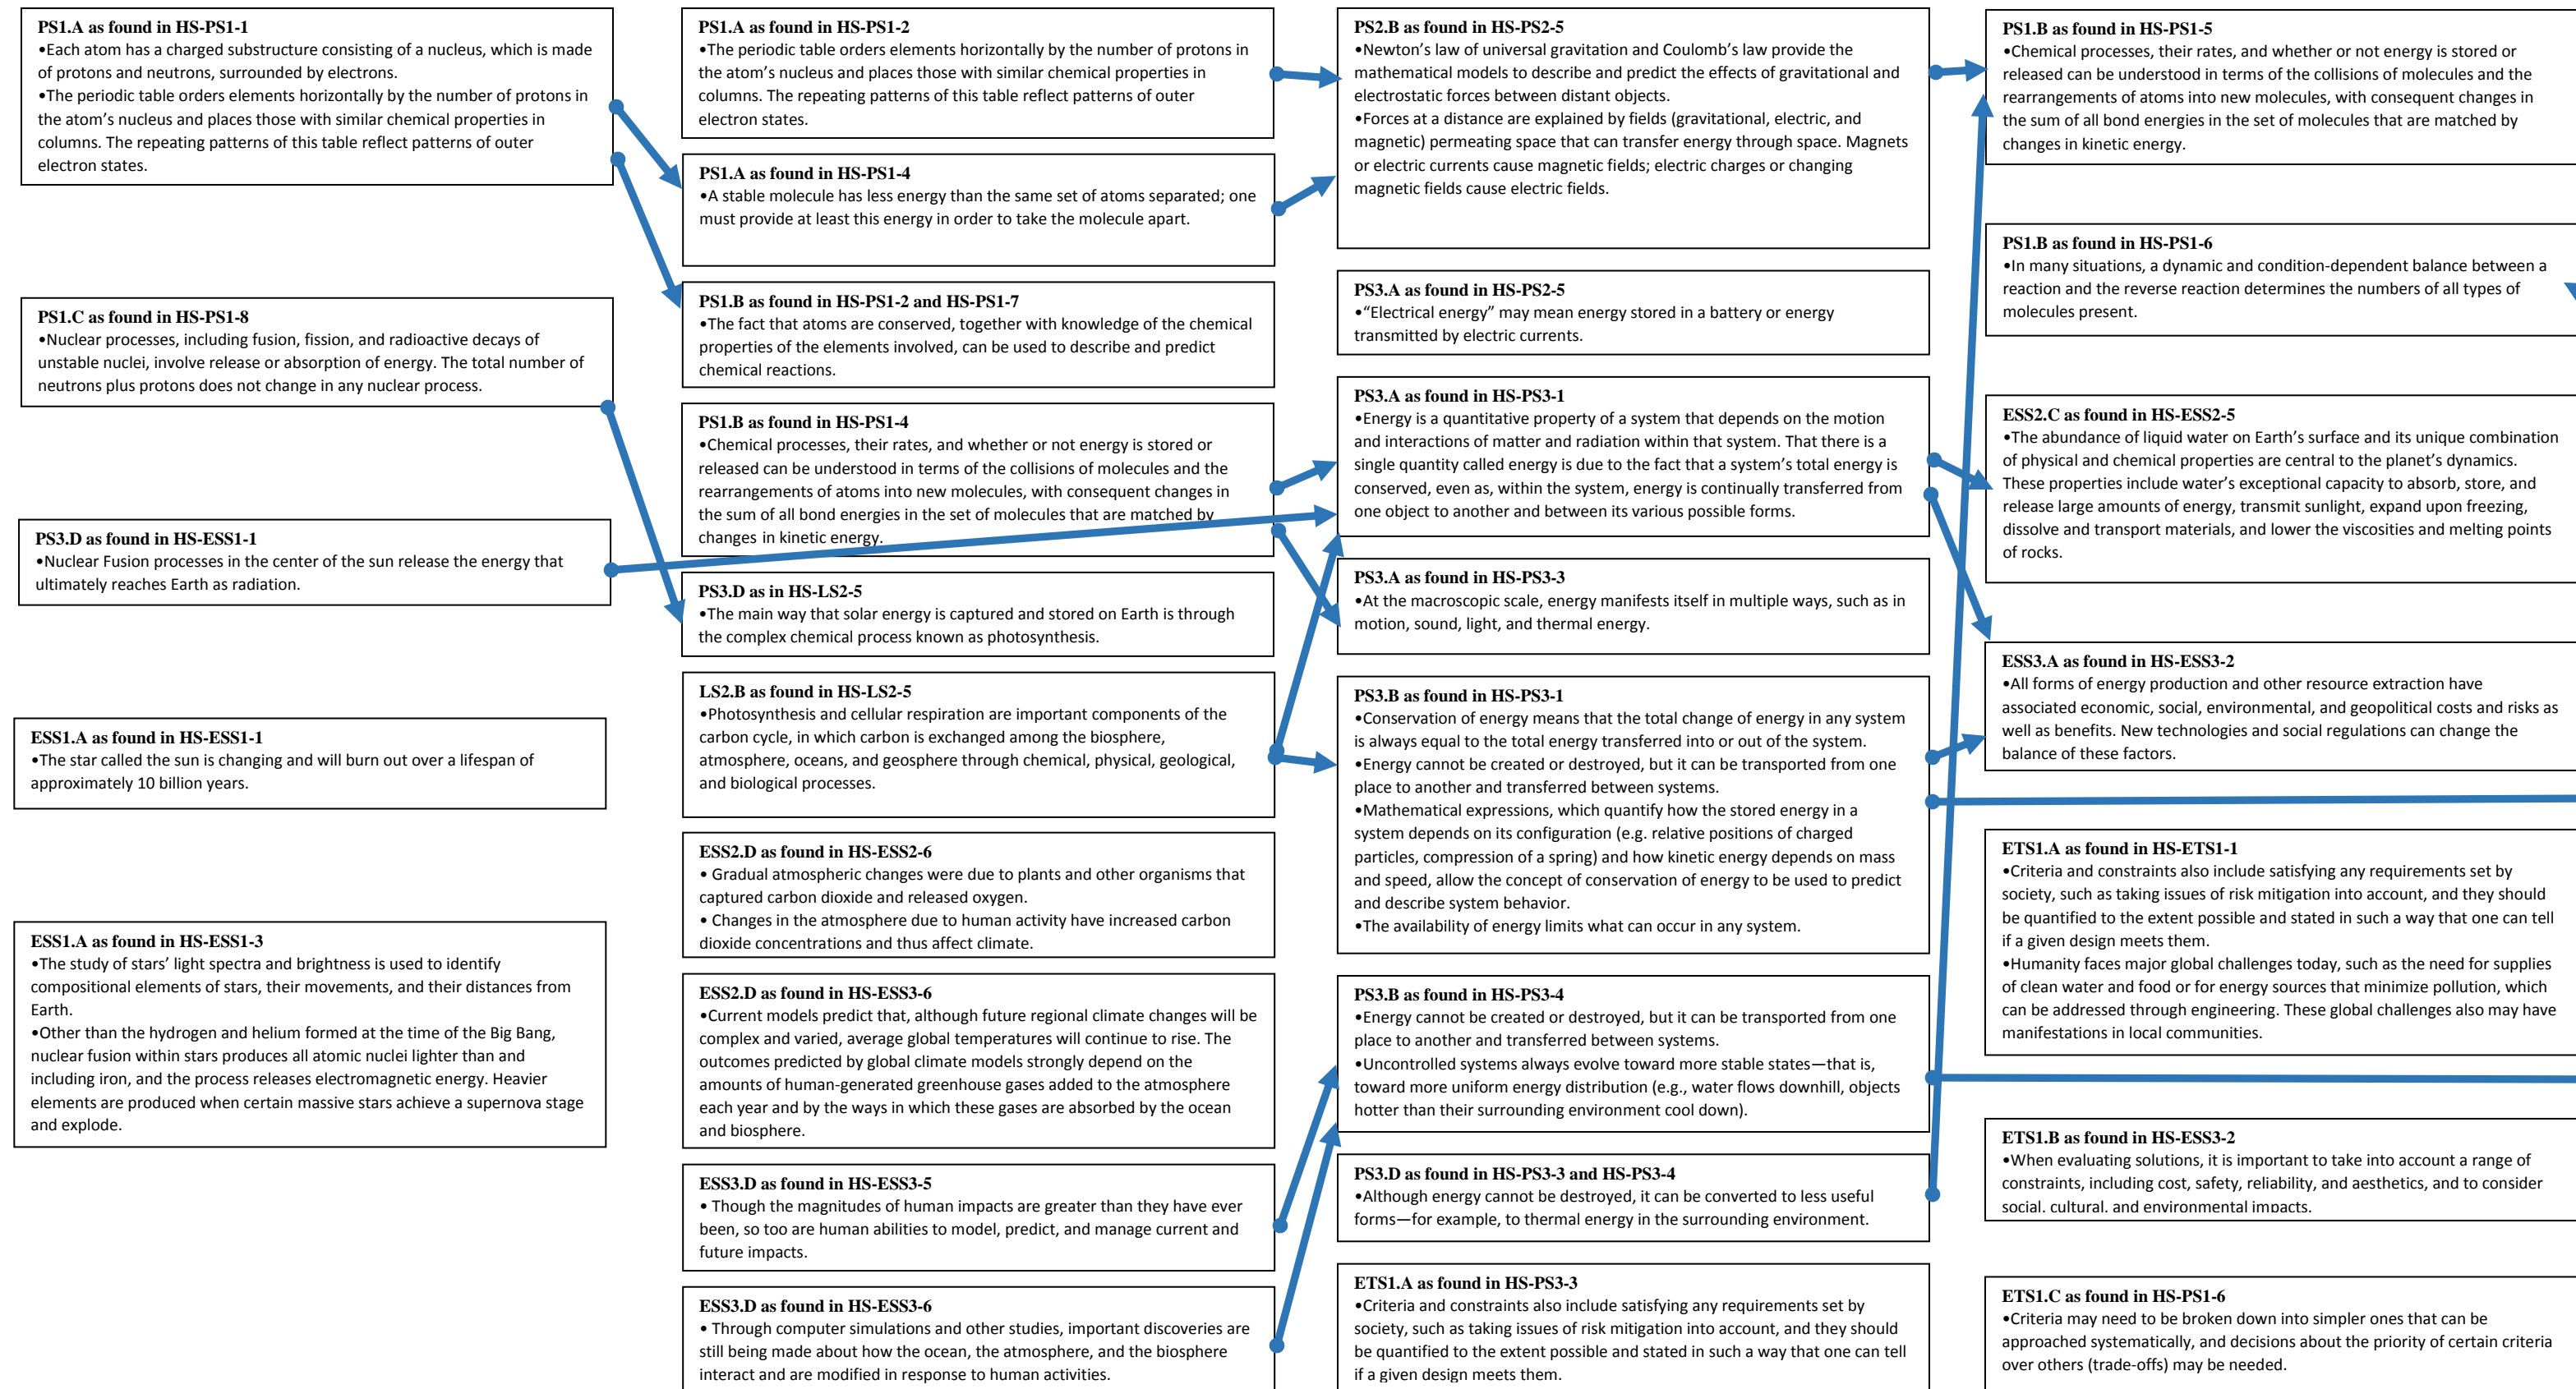 PS1.A as found in HS-PS1-1
•Each atom has a charged substructure consisting of a nucleus, which is made
of protons and neutrons, surrounded by electrons.
•The periodic table orders elements horizontally by the number of protons in
the atom’s nucleus and places those with similar chemical properties in
columns. The repeating patterns of this table reflect patterns of outer
electron states.
PS1.C as found in HS-PS1-8
•Nuclear processes, including fusion, fission, and radioactive decays of
unstable nuclei, involve release or absorption of energy. The total number of
neutrons plus protons does not change in any nuclear process.
PS3.D as found in HS-ESS1-1
•Nuclear Fusion processes in the center of the sun release the energy that
ultimately reaches Earth as radiation.
ESS1.A as found in HS-ESS1-1
•The star called the sun is changing and will burn out over a lifespan of
approximately 10 billion years.
ESS1.A as found in HS-ESS1-3
•The study of stars’ light spectra and brightness is used to identify
compositional elements of stars, their movements, and their distances from
Earth.
•Other than the hydrogen and helium formed at the time of the Big Bang,
nuclear fusion within stars produces all atomic nuclei lighter than and
including iron, and the process releases electromagnetic energy. Heavier
elements are produced when certain massive stars achieve a supernova stage
and explode.
PS1.A as found in HS-PS1-2
•The periodic table orders elements horizontally by the number of protons in
the atom’s nucleus and places those with similar chemical properties in
columns. The repeating patterns of this table reflect patterns of outer
electron states.
PS1.A as found in HS-PS1-4
•A stable molecule has less energy than the same set of atoms separated; one
must provide at least this energy in order to take the molecule apart.
PS1.B as found in HS-PS1-2 and HS-PS1-7
•The fact that atoms are conserved, together with knowledge of the chemical
properties of the elements involved, can be used to describe and predict
chemical reactions.
PS1.B as found in HS-PS1-4
•Chemical processes, their rates, and whether or not energy is stored or
released can be understood in terms of the collisions of molecules and the
rearrangements of atoms into new molecules, with consequent changes in
the sum of all bond energies in the set of molecules that are matched by
changes in kinetic energy.
PS3.D as in HS-LS2-5
•The main way that solar energy is captured and stored on Earth is through
the complex chemical process known as photosynthesis.
LS2.B as found in HS-LS2-5
•Photosynthesis and cellular respiration are important components of the
carbon cycle, in which carbon is exchanged among the biosphere,
atmosphere, oceans, and geosphere through chemical, physical, geological,
and biological processes.
ESS2.D as found in HS-ESS2-6
• Gradual atmospheric changes were due to plants and other organisms that
captured carbon dioxide and released oxygen.
• Changes in the atmosphere due to human activity have increased carbon
dioxide concentrations and thus affect climate.
ESS2.D as found in HS-ESS3-6
•Current models predict that, although future regional climate changes will be
complex and varied, average global temperatures will continue to rise. The
outcomes predicted by global climate models strongly depend on the
amounts of human-generated greenhouse gases added to the atmosphere
each year and by the ways in which these gases are absorbed by the ocean
and biosphere.
ESS3.D as found in HS-ESS3-5
• Though the magnitudes of human impacts are greater than they have ever
been, so too are human abilities to model, predict, and manage current and
future impacts.
ESS3.D as found in HS-ESS3-6
• Through computer simulations and other studies, important discoveries are
still being made about how the ocean, the atmosphere, and the biosphere
interact and are modified in response to human activities.
PS2.B as found in HS-PS2-5
•Newton’s law of universal gravitation and Coulomb’s law provide the
mathematical models to describe and predict the effects of gravitational and
electrostatic forces between distant objects.
•Forces at a distance are explained by fields (gravitational, electric, and
magnetic) permeating space that can transfer energy through space. Magnets
or electric currents cause magnetic fields; electric charges or changing
magnetic fields cause electric fields.
PS3.A as found in HS-PS2-5
•“Electrical energy” may mean energy stored in a battery or energy
transmitted by electric currents.
PS3.A as found in HS-PS3-1
•Energy is a quantitative property of a system that depends on the motion
and interactions of matter and radiation within that system. That there is a
single quantity called energy is due to the fact that a system’s total energy is
conserved, even as, within the system, energy is continually transferred from
one object to another and between its various possible forms.
PS3.A as found in HS-PS3-3
•At the macroscopic scale, energy manifests itself in multiple ways, such as in
motion, sound, light, and thermal energy.
PS3.B as found in HS-PS3-1
•Conservation of energy means that the total change of energy in any system
is always equal to the total energy transferred into or out of the system.
•Energy cannot be created or destroyed, but it can be transported from one
place to another and transferred between systems.
•Mathematical expressions, which quantify how the stored energy in a
system depends on its configuration (e.g. relative positions of charged
particles, compression of a spring) and how kinetic energy depends on mass
and speed, allow the concept of conservation of energy to be used to predict
and describe system behavior.
•The availability of energy limits what can occur in any system.
PS3.B as found in HS-PS3-4
•Energy cannot be created or destroyed, but it can be transported from one
place to another and transferred between systems.
•Uncontrolled systems always evolve toward more stable states—that is,
toward more uniform energy distribution (e.g., water flows downhill, objects
hotter than their surrounding environment cool down).
PS3.D as found in HS-PS3-3 and HS-PS3-4
•Although energy cannot be destroyed, it can be converted to less useful
forms—for example, to thermal energy in the surrounding environment.
ETS1.A as found in HS-PS3-3
•Criteria and constraints also include satisfying any requirements set by
society, such as taking issues of risk mitigation into account, and they should
be quantified to the extent possible and stated in such a way that one can tell
if a given design meets them.
PS1.B as found in HS-PS1-5
•Chemical processes, their rates, and whether or not energy is stored or
released can be understood in terms of the collisions of molecules and the
rearrangements of atoms into new molecules, with consequent changes in
the sum of all bond energies in the set of molecules that are matched by
changes in kinetic energy.
PS1.B as found in HS-PS1-6
•In many situations, a dynamic and condition-dependent balance between a
reaction and the reverse reaction determines the numbers of all types of
molecules present.
ESS2.C as found in HS-ESS2-5
•The abundance of liquid water on Earth’s surface and its unique combination
of physical and chemical properties are central to the planet’s dynamics.
These properties include water’s exceptional capacity to absorb, store, and
release large amounts of energy, transmit sunlight, expand upon freezing,
dissolve and transport materials, and lower the viscosities and melting points
of rocks.
ESS3.A as found in HS-ESS3-2
•All forms of energy production and other resource extraction have
associated economic, social, environmental, and geopolitical costs and risks as
well as benefits. New technologies and social regulations can change the
balance of these factors.
ETS1.A as found in HS-ETS1-1
•Criteria and constraints also include satisfying any requirements set by
society, such as taking issues of risk mitigation into account, and they should
be quantified to the extent possible and stated in such a way that one can tell
if a given design meets them.
•Humanity faces major global challenges today, such as the need for supplies
of clean water and food or for energy sources that minimize pollution, which
can be addressed through engineering. These global challenges also may have
manifestations in local communities.
ETS1.B as found in HS-ESS3-2
•When evaluating solutions, it is important to take into account a range of
constraints, including cost, safety, reliability, and aesthetics, and to consider
social, cultural, and environmental impacts.
ETS1.C as found in HS-PS1-6
•Criteria may need to be broken down into simpler ones that can be
approached systematically, and decisions about the priority of certain criteria
over others (trade-offs) may be needed.